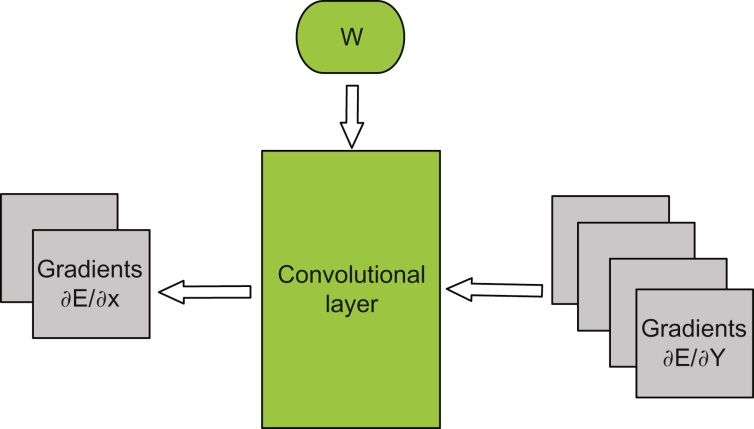 W
Gradients
∂E/∂x
Convolutional
layer
Gradients
∂E/∂Y